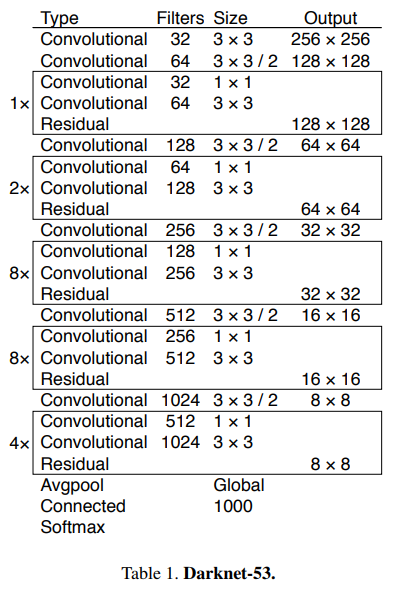 Type Filters Size Output
Convolutional 32 3 × 3 256 × 256
Convolutional 64 3 × 3 / 2 128 × 128
Convolutional 32 1 × 1
1× Convolutional 64 3 × 3
Residual 128 × 128
Convolutional 128 3 × 3 / 2 64 × 64
Convolutional 64 1 × 1
2× Convolutional 128 3 × 3
Residual 64 × 64
Convolutional 256 3 × 3 / 2 32 × 32
Convolutional 128 1 × 1
8× Convolutional 256 3 × 3
Residual 32 × 32
Convolutional 512 3 × 3 / 2 16 × 16
Convolutional 256 1 × 1
8× Convolutional 512 3 × 3
Residual 16 × 16
Convolutional 1024 3 × 3 / 2 8 × 8
Convolutional 512 1 × 1
4× Convolutional 1024 3 × 3
Residual 8 × 8
Avgpool Global
Connected 1000
Softmax
Table 1. Darknet-53.